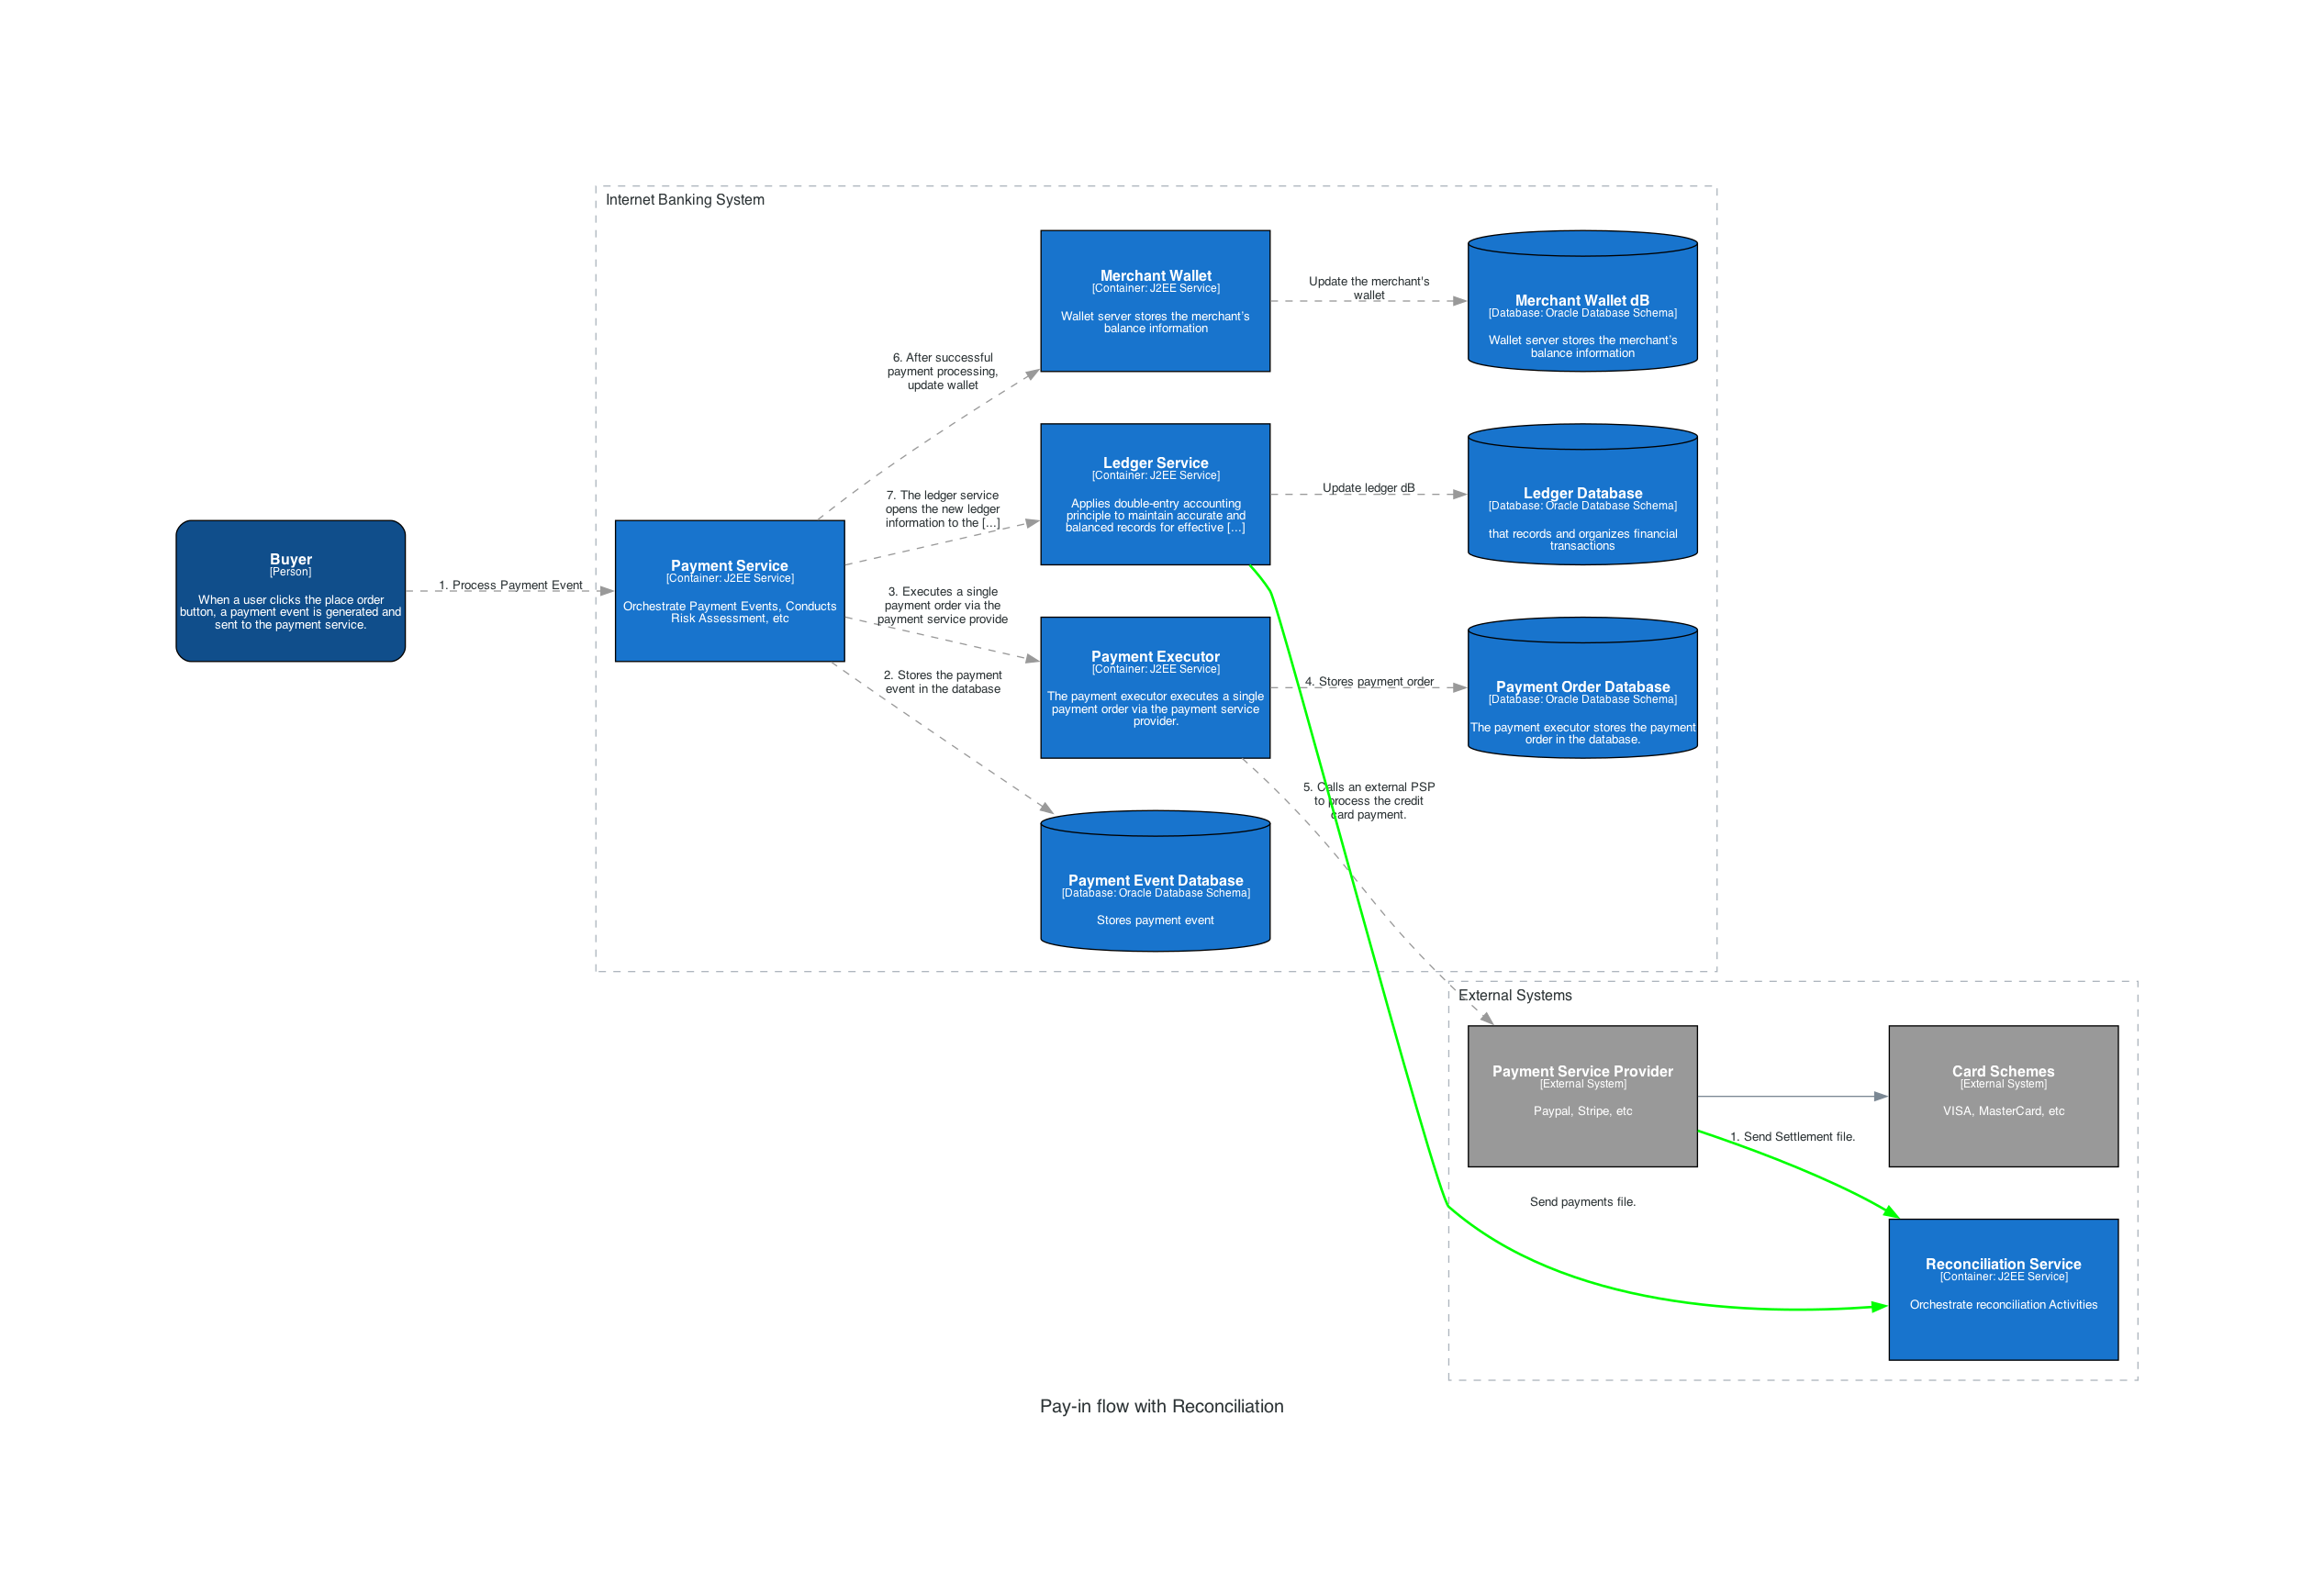 Internet Banking System
Merchant Wallet
[Container: J2EE Service]
Wallet server stores the merchant's
balance information
Update the merchant's
wallet
Merchant Wallet dB
[Database: Oracle Database Schema]
Wallet server stores the merchant's
balance information
6. After successful
payment processing,
update wallet
Ledger Service
[Container: J2EE Service]
Applies double-entry accounting
principle to maintain accurate and
balanced records for effective [...]
Update ledger dB
Ledger Database
[Database: Oracle Database Schema]
that records and organizes financial
transactions
7. The ledger service
opens the new ledger
information to the [...]
Buyer
[Person]
When a user clicks the place order
button, a payment event is generated and
sent to the payment service.
1. Process Payment Event
Payment Service
[Container: J2EE Service]
Orchestrate Payment Events, Conducts
Risk Assessment, etc
3. Executes a single
payment order via the
payment service provide
Payment Executor
[Container: J2EE Service]
The payment executor executes a single
payment order via the payment service
provider.
4. Stores payment order
Payment Order Database
[Database: Oracle Database Schema]
The payment executor stores the payment
order in the database.
2. Stores the payment
event in the database
5. Calls an external PSP
to process the credit
card payment.
Payment Event Database
[Database: Oracle Database Schema]
Stores payment event
External Systems
Payment Service Provider
[External System]
Paypal, Stripe, etc
Card Schemes
[External System]
VISA, MasterCard, etc
1. Send Settlement file.
Send payments file.
Reconciliation Service
[Container: J2EE Service]
Orchestrate reconciliation Activities
Pay-in flow with Reconciliation